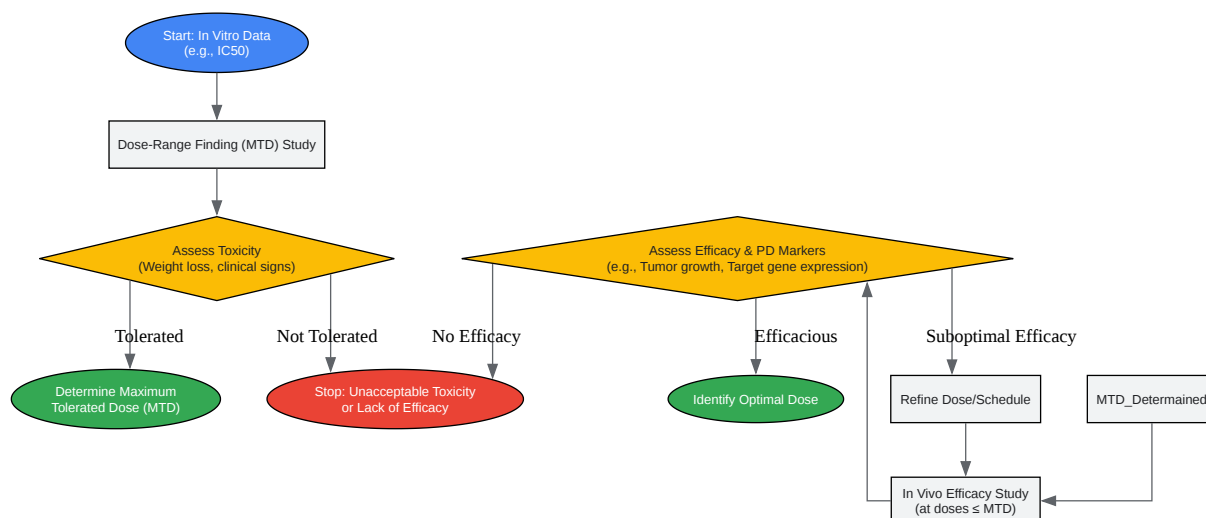 Start: In Vitro Data
(e.g., IC50)
Dose-Range Finding (MTD) Study
Assess Toxicity
(Weight loss, clinical signs)
Assess Efficacy & PD Markers
(e.g., Tumor growth, Target gene expression)
Tolerated
Not Tolerated
No Efficacy
Efficacious
Suboptimal Efficacy
Determine Maximum
Tolerated Dose (MTD)
Stop: Unacceptable Toxicity
or Lack of Efficacy
Identify Optimal Dose
Refine Dose/Schedule
MTD_Determained
In Vivo Efficacy Study
(at doses ≤ MTD)